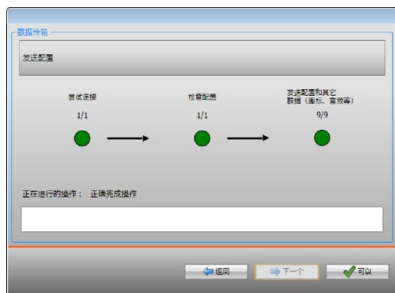 数据传输
发送配置
尝试连接
检查配置
发送配置和其它
数据（图标、音频等）
1/1
1/1
9/9
正在进行的操作： 正确完成操作
返回
下一个
可以